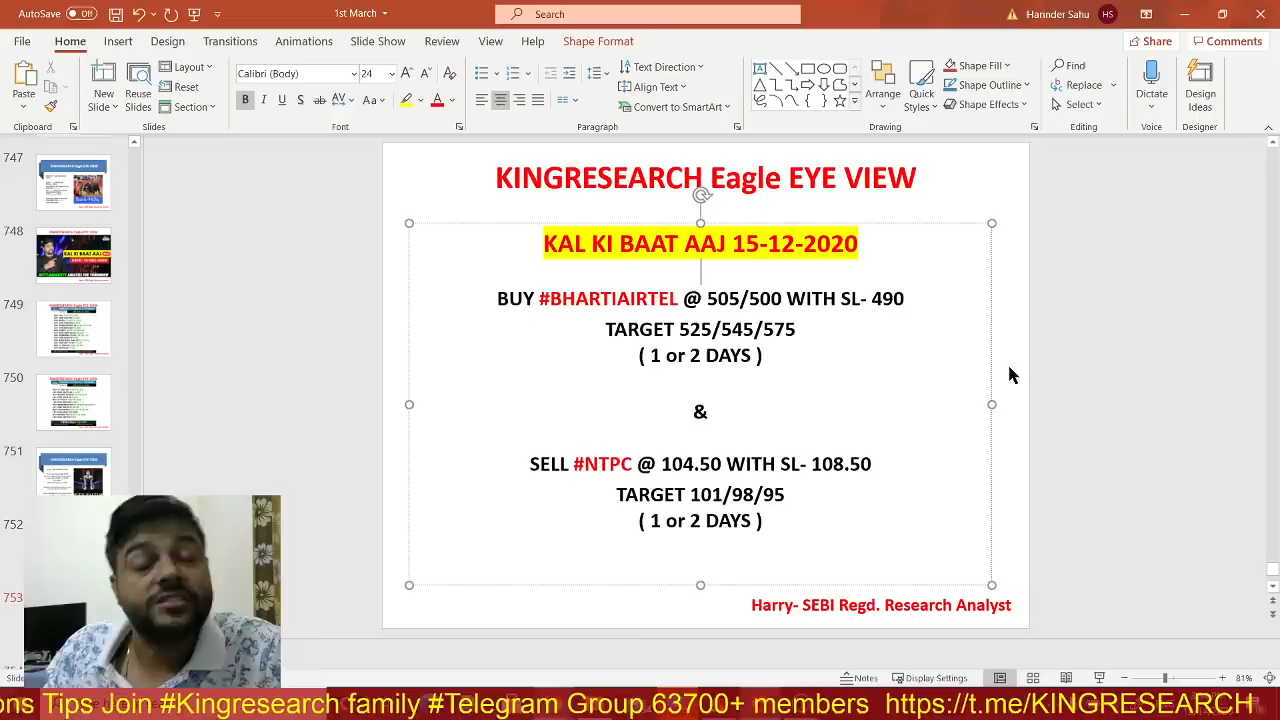 Search
1st March
Harinder
HS
File Home Insert Design Transitions Animations Slide Show Review View Help Shape Format
Share
Comments
Paste
Clipboard
New Slide
Reuse Slides
Layout
Reset
Section
Slides
Calibri (Body)
24
Font
Text Direction
Align Text
Convert to SmartArt
Paragraph
Arrange
Quick Styles
Shape Fill
Shape Outline
Shape Effects
Drawing
Find
Replace
Select
Editing
Dictate
Voice
Design Ideas
Designer
747
748
749
750
751
752
753
KINGRESEARCH Eagle EYE VIEW
KAL KI BAAT AAJ 15-12-2020
BUY #BHARTIAIRTEL @ 505/500 WITH SL- 490
TARGET 525/545/575
( 1 or 2 DAYS )
&
SELL #NTPC @ 104.50 WITH SL- 108.50
TARGET 101/98/95
( 1 or 2 DAYS )
Harry- SEBI Regd. Research Analyst
Notes
Display Settings
81%
ons Tips Join #Kingresearch family #Telegram Group 63700+ members https://t.me/KINGRESEARCH